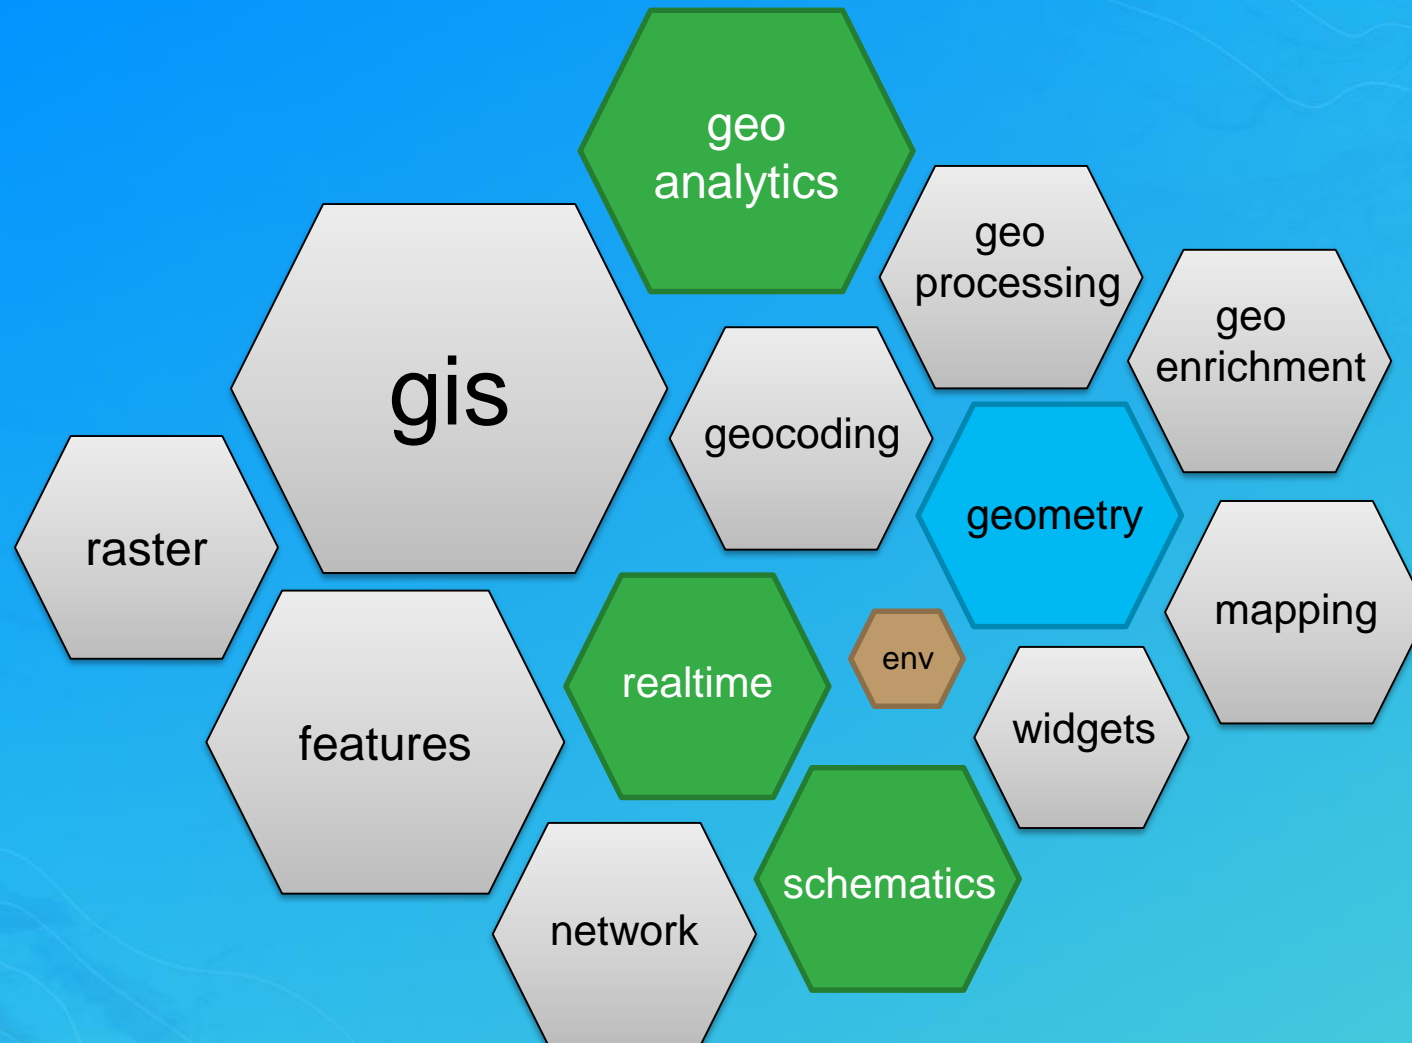 geo
analytics
geo
processing
geo
enrichment
gis
geocoding
geometry
raster
mapping
realtime
env
features
widgets
schematics
network